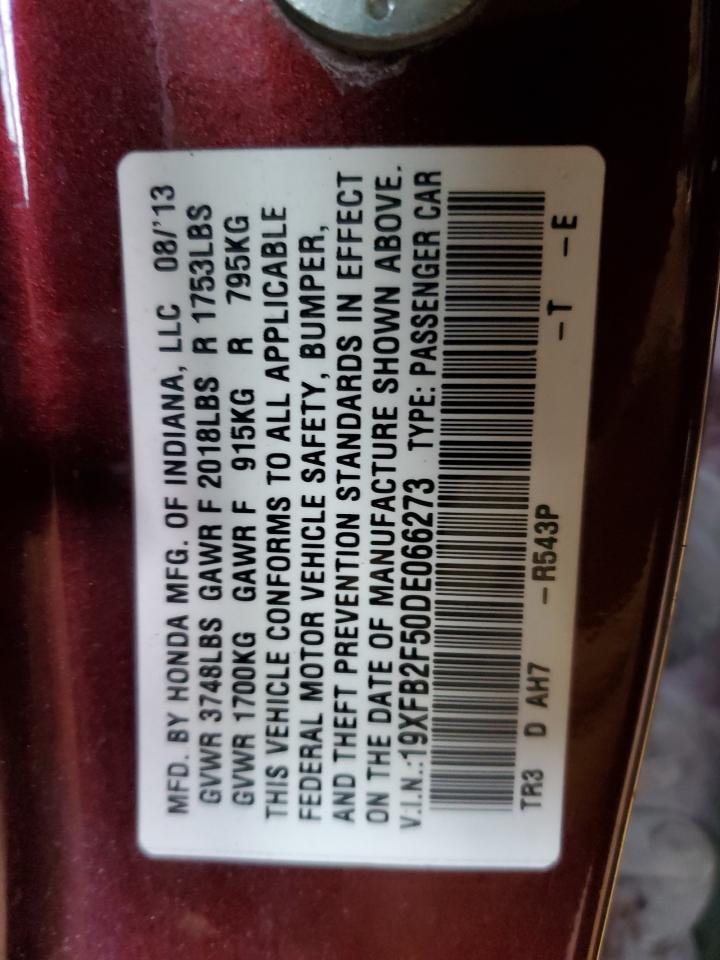 MFD. BY HONDA MFG. OF INDIANA, LLC 08/'13
GVWR 3748LBS GAWR F 2018LBS R 1753LBS
GVWR 1700KG GAWR F 915KG R 795KG
THIS VEHICLE CONFORMS TO ALL APPLICABLE
FEDERAL MOTOR VEHICLE SAFETY, BUMPER,
AND THEFT PREVENTION STANDARDS IN EFFECT
ON THE DATE OF MANUFACTURE SHOWN ABOVE.
V.I.N.:19XFB2F50DE066273 TYPE: PASSENGER CAR
TR3 D AH7 -R543P -T -E